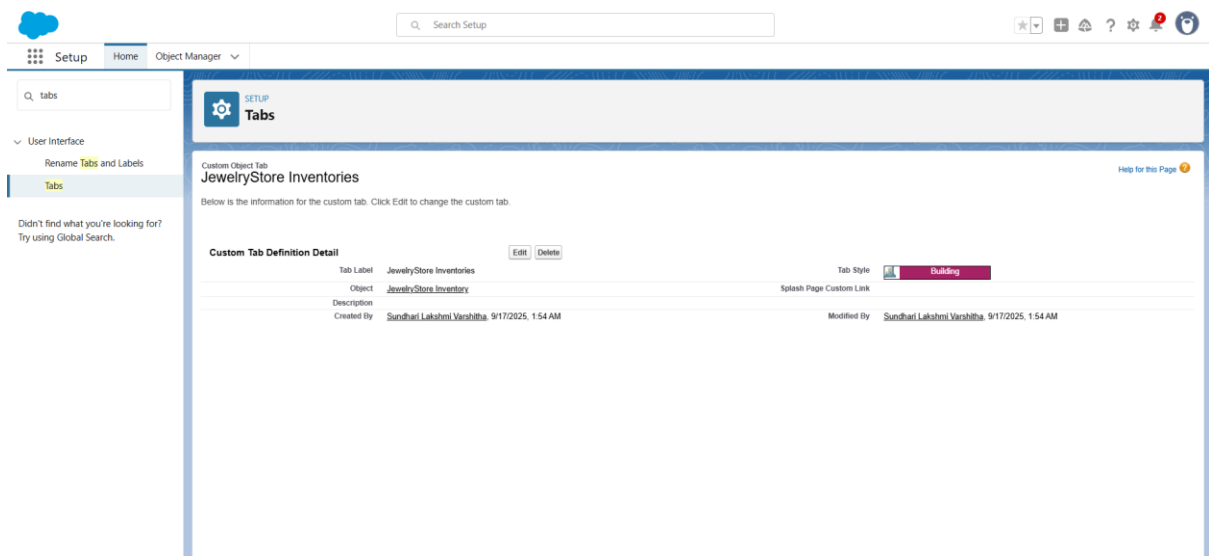 Search Setup
2
Setup
Home
Object Manager
tabs
User Interface
Rename Tabs and Labels
Tabs
Didn't find what you're looking for?
Try using Global Search.
SETUP
Tabs
Custom Object Tab
JewelryStore Inventories
Help for this Page
Below is the information for the custom tab. Click Edit to change the custom tab.
Custom Tab Definition Detail Edit Delete
Tab Label JewelryStore Inventories Tab Style Building
Object JewelryStore Inventory Splash Page Custom Link
Description
Created By Sundhari Lakshmi Varshitha, 9/17/2025, 1:54 AM Modified By Sundhari Lakshmi Varshitha, 9/17/2025, 1:54 AM